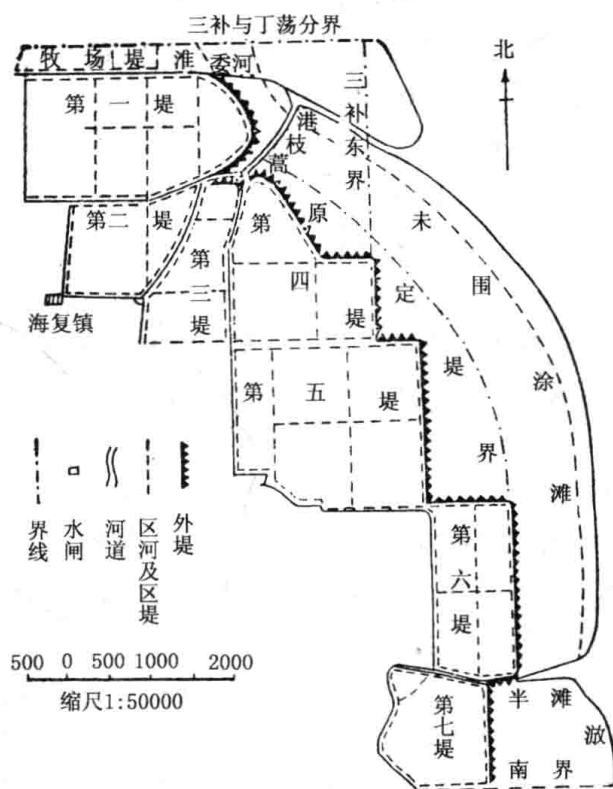 三补与丁荡分界
北
牧场堤
淮委河
第一堤
三补东界
港枝蒿
第二堤
第三堤
第四堤
原定堤界
未围涂滩
海复镇
第五堤
第六堤
第七堤
半滩
南界
界线
水闸
河道
区河及区堤
外堤
500 0 500 1000 2000
缩尺1:50000